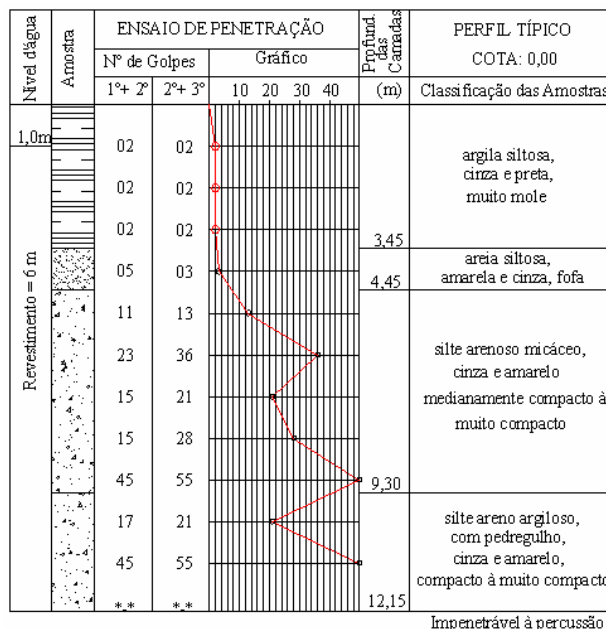 Nível d'água
Amostra
ENSAIO DE PENETRAÇÃO
Nº de Golpes
Gráfico
1º+ 2º
2º+ 3º
10 20 30 40
Profund. das Camadas
(m)
PERFIL TÍPICO
COTA: 0,00
Classificação das Amostras
1,0m
Revestimento = 6 m
02 02
02 02
02 02
05 03
11 13
23 36
15 21
15 28
45 55
17 21
45 55
*.* *.*
3,45
4,45
9,30
12,15
argila siltosa,
cinza e preta,
muito mole
areia siltosa,
amarela e cinza, fofa
silte arenoso micáceo,
cinza e amarelo
medianamente compacto à
muito compacto
silte areno argiloso,
com pedregulho,
cinza e amarelo,
compacto à muito compacto
Impenetrável à percussão